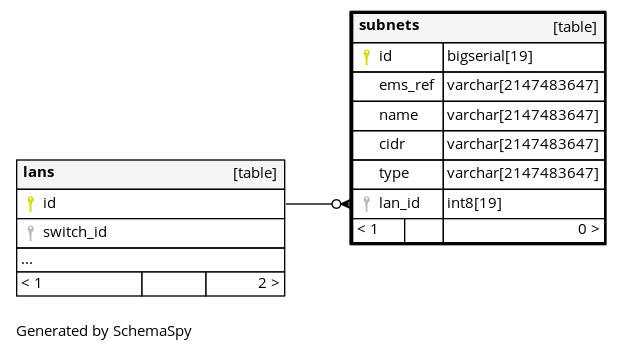 subnets [table]
id bigserial[19]
ems_ref varchar[2147483647]
name varchar[2147483647]
cidr varchar[2147483647]
type varchar[2147483647]
lan_id int8[19]
< 1 0 >
lans [table]
id
switch_id
...
< 1 2 >
Generated by SchemaSpy